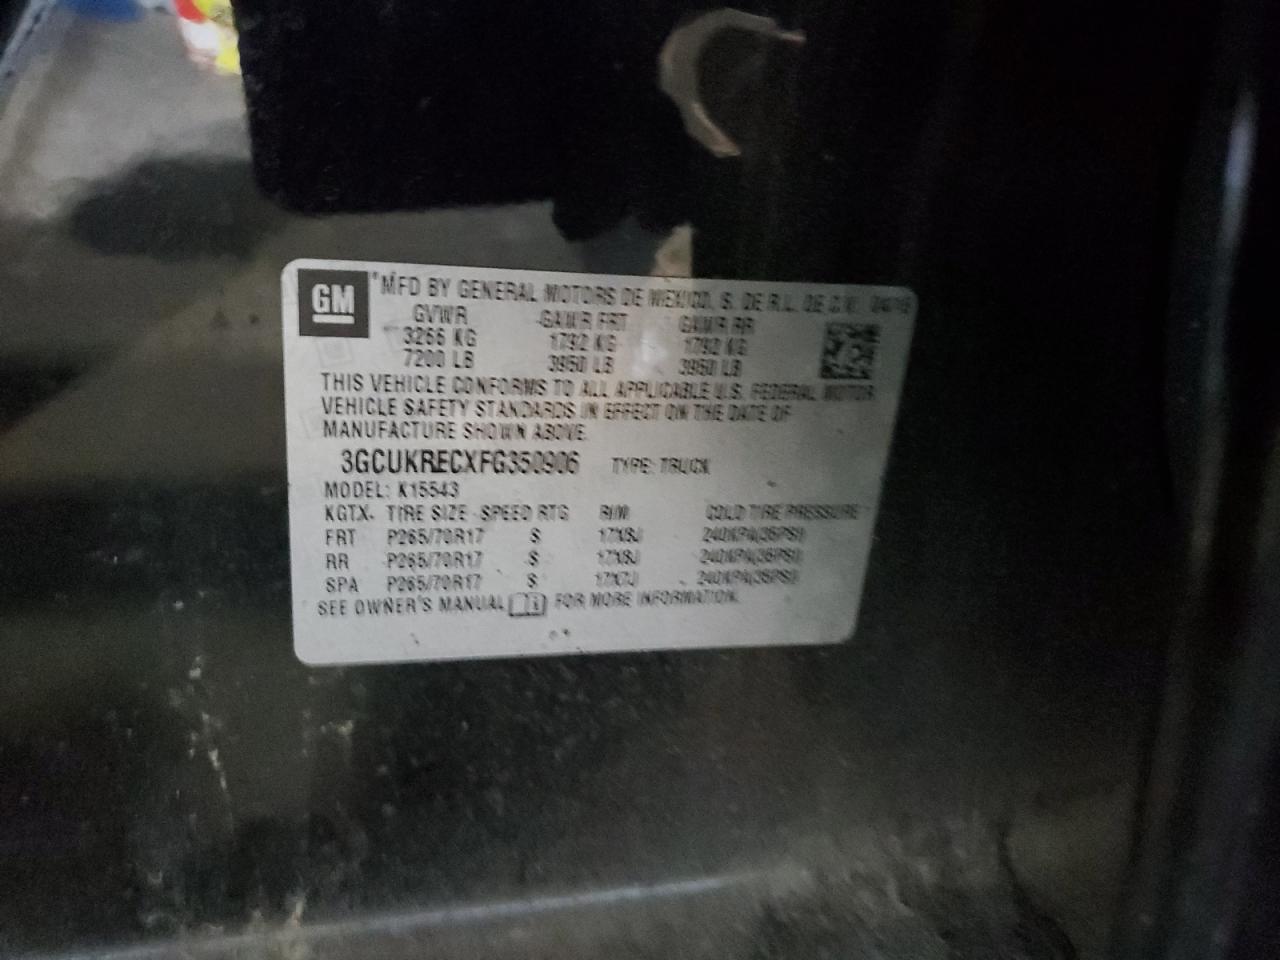 GM
*MFD BY GENERAL MOTORS DE MEXICO, S. DE R.L. DE C.V.
GVWR GAWR FRT GAWR RR
3266 KG 1792 KG 1792 KG
7200 LB 3950 LB 3950 LB
THIS VEHICLE CONFORMS TO ALL APPLICABLE U.S. FEDERAL MOTOR
VEHICLE SAFETY STANDARDS IN EFFECT ON THE DATE OF
MANUFACTURE SHOWN ABOVE.
3GCUKRECXFG350906 TYPE: TRUCK
MODEL: K15543
KGTX- TIRE SIZE SPEED RTG RIM COLD TIRE PRESSURE
FRT P265/70R17 S 17X8J 240KPA(35PSI)
RR P265/70R17 S 17X8J 240KPA(35PSI)
SPA P265/70R17 S 17X7J 240KPA(35PSI)
SEE OWNER'S MANUAL FOR MORE INFORMATION.